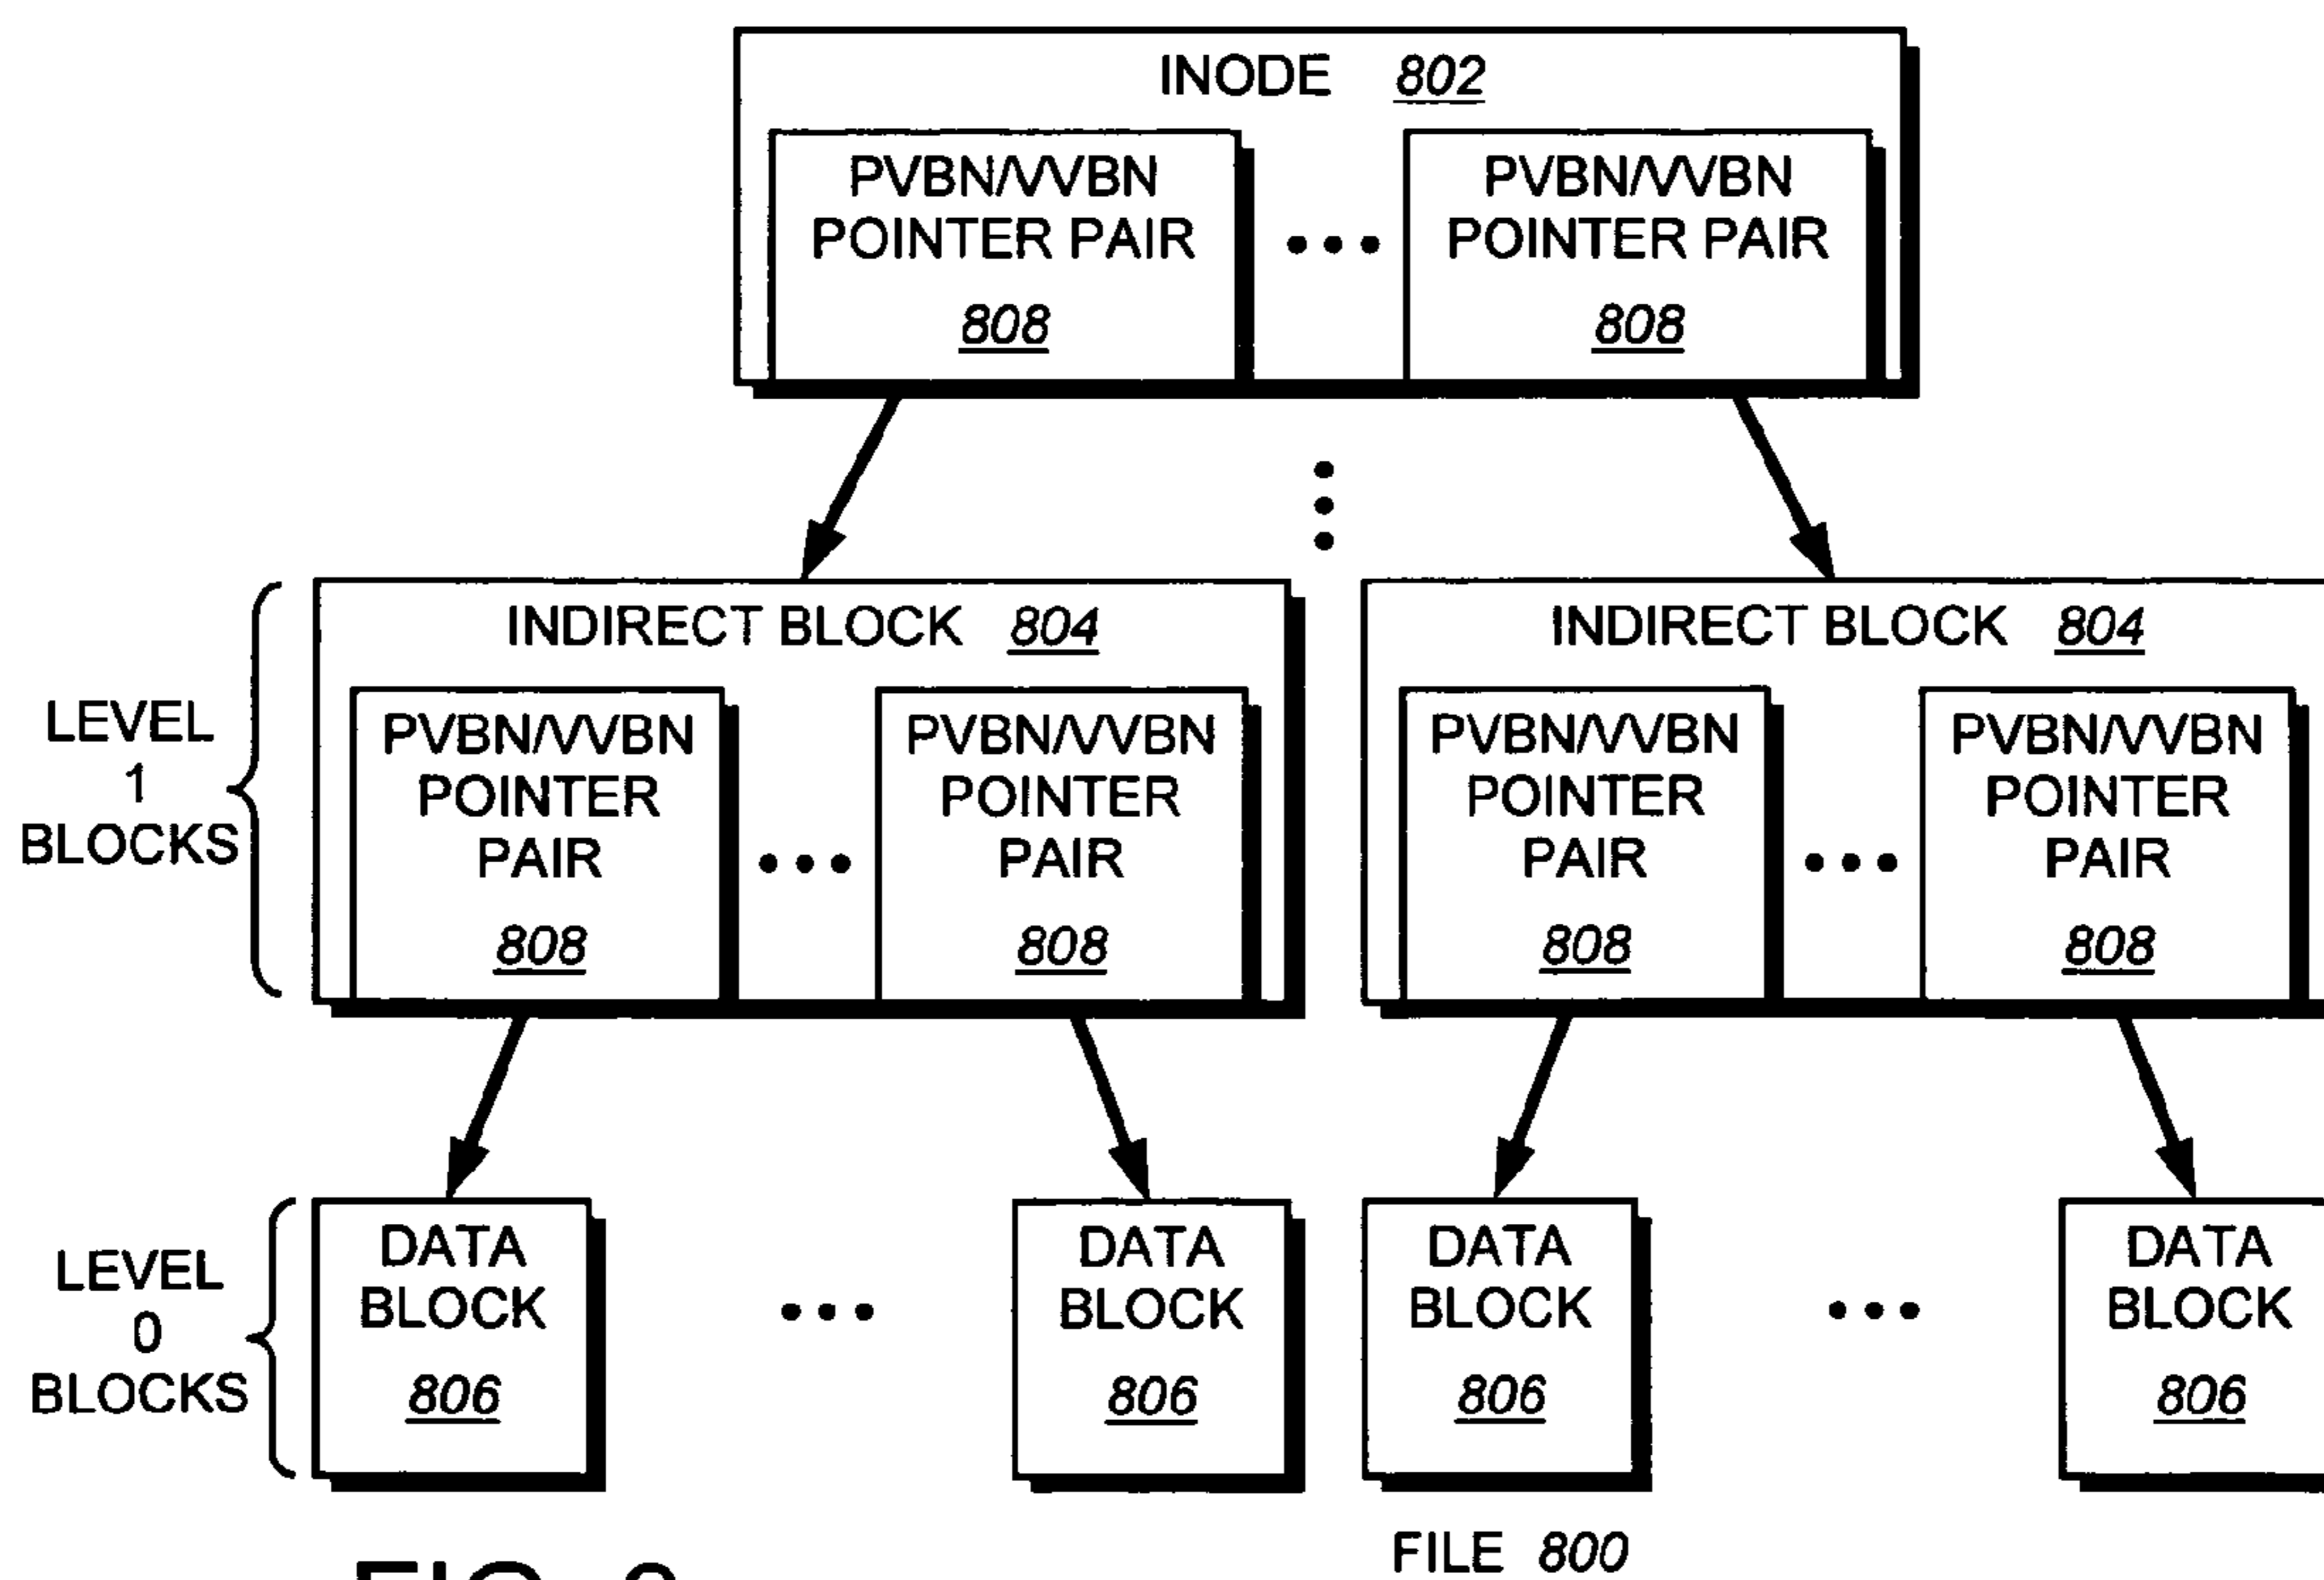 INODE 802
PVBN/VVBN
POINTER PAIR
808
PVBN/VVBN
POINTER PAIR
808
LEVEL
1
BLOCKS
INDIRECT BLOCK 804
PVBN/VVBN
POINTER
PAIR
808
PVBN/VVBN
POINTER
PAIR
808
INDIRECT BLOCK 804
PVBN/VVBN
POINTER
PAIR
808
PVBN/VVBN
POINTER
PAIR
808
LEVEL
0
BLOCKS
DATA
BLOCK
806
DATA
BLOCK
806
DATA
BLOCK
806
DATA
BLOCK
806
FILE 800
FIG.